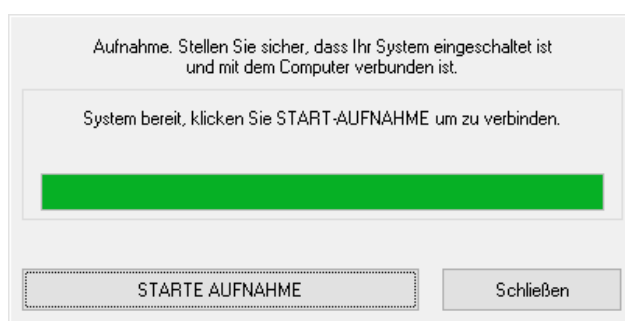 Aufnahme. Stellen Sie sicher, dass Ihr System eingeschaltet ist
und mit dem Computer verbunden ist.
System bereit, klicken Sie START-AUFNAHME um zu verbinden.
STARTE AUFNAHME
Schließen